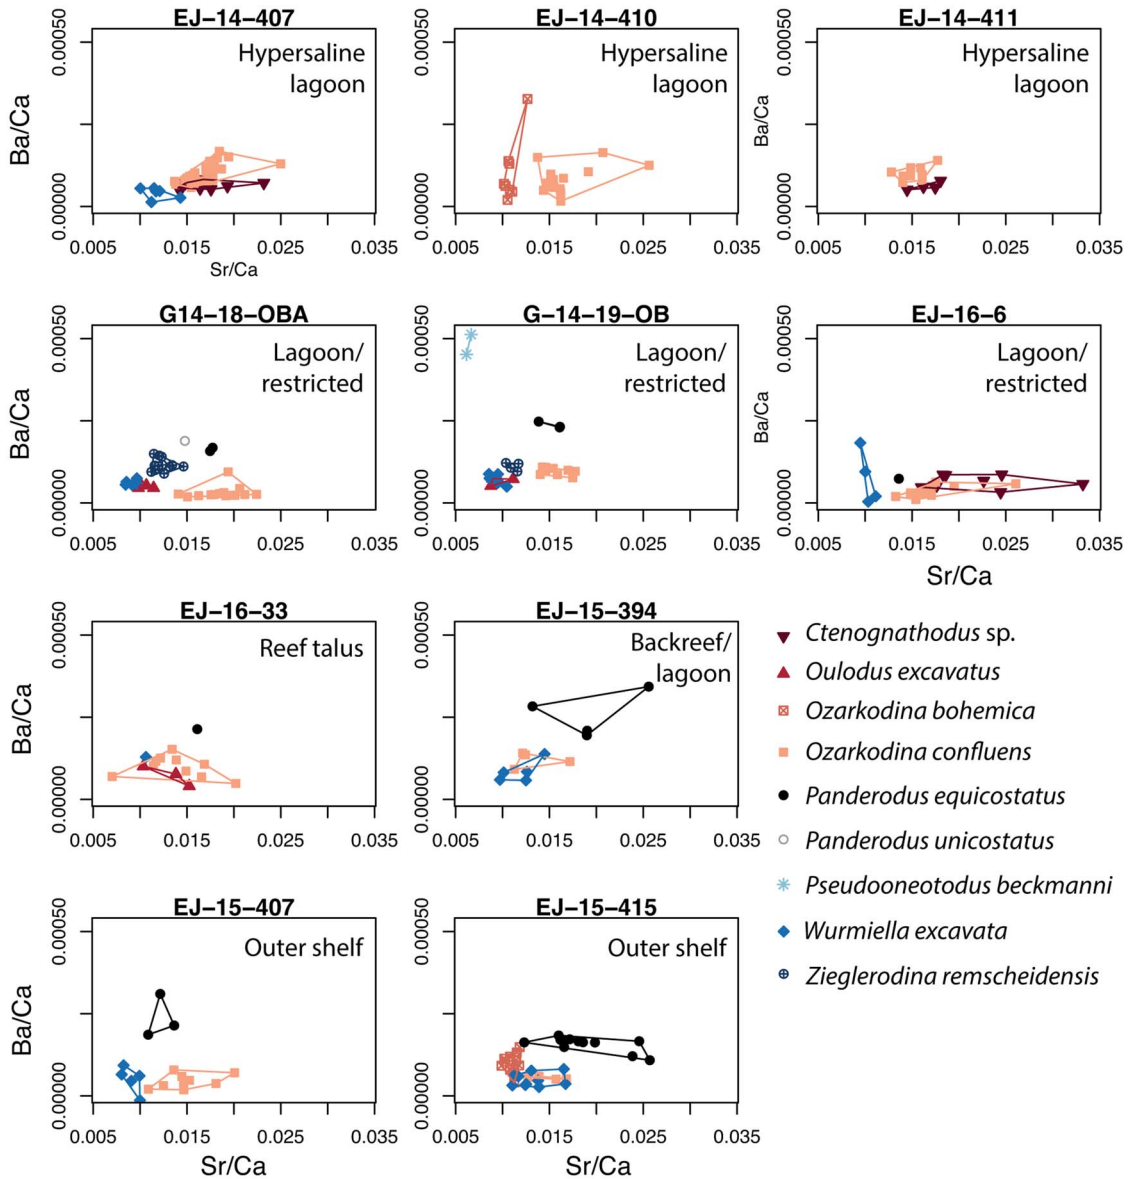 EJ–14–407
EJ–14–410
EJ–14–411
Hypersaline
lagoon
Hypersaline
lagoon
Hypersaline
lagoon
Ba/Ca
0.00050
0.00000
0.00050
0.00000
Ba/Ca
0.00050
0.00000
0.005 0.015 0.025 0.035
0.005 0.015 0.025 0.035
0.005 0.015 0.025 0.035
Sr/Ca
G14–18–OBA
G–14–19–OB
EJ–16–6
Lagoon/
restricted
Lagoon/
restricted
Lagoon/
restricted
Ba/Ca
0.00050
0.00000
0.00050
0.00000
Ba/Ca
0.00050
0.00000
0.005 0.015 0.025 0.035
0.005 0.015 0.025 0.035
0.005 0.015 0.025 0.035
Sr/Ca
EJ–16–33
EJ–15–394
Reef talus
Backreef/
lagoon
Ba/Ca
0.00050
0.00000
0.00050
0.00000
0.005 0.015 0.025 0.035
0.005 0.015 0.025 0.035
Ctenognathodus sp.
Oulodus excavatus
Ozarkodina bohemica
Ozarkodina confluens
Panderodus equicostatus
Panderodus unicostatus
Pseudooneotodus beckmanni
Wurmiella excavata
Zieglerodina remscheidensis
EJ–15–407
EJ–15–415
Outer shelf
Outer shelf
Ba/Ca
0.00050
0.00000
0.00050
0.00000
0.005 0.015 0.025 0.035
0.005 0.015 0.025 0.035
Sr/Ca
Sr/Ca